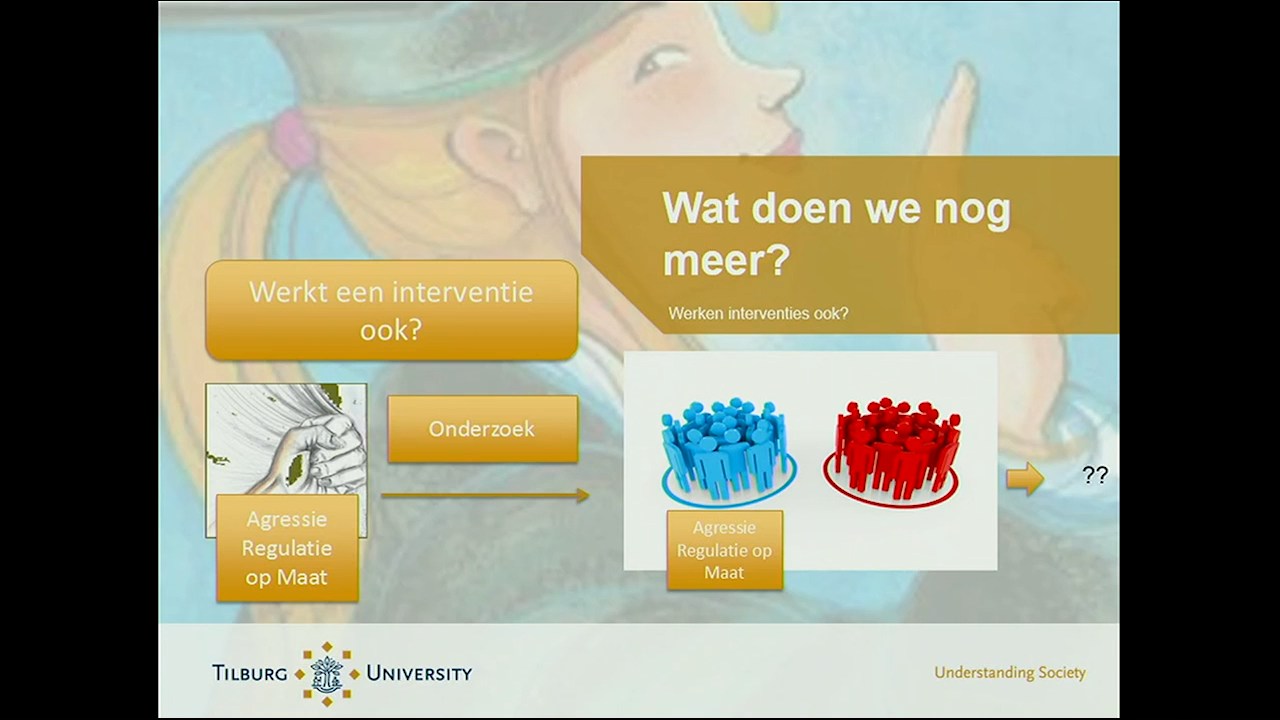 Wat doen we nog
meer?
Werken interventies ook?
Werkt een interventie
ook?
Onderzoek
Agressie
Regulatie
op Maat
Agressie
Regulatie op
Maat
??
TILBURG UNIVERSITY
Understanding Society